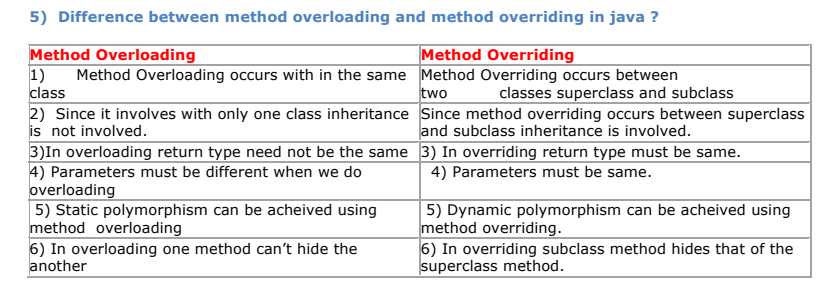 5) Difference between method overloading and method overriding in java ?
Method Overloading
Method Overriding
1) Method Overloading occurs with in the same
class
Method Overriding occurs between
two classes superclass and subclass
2) Since it involves with only one class inheritance
is not involved.
Since method overriding occurs between superclass
and subclass inheritance is involved.
3)In overloading return type need not be the same
3) In overriding return type must be same.
4) Parameters must be different when we do
overloading
4) Parameters must be same.
5) Static polymorphism can be acheived using
method overloading
5) Dynamic polymorphism can be acheived using
method overriding.
6) In overloading one method can’t hide the
another
6) In overriding subclass method hides that of the
superclass method.